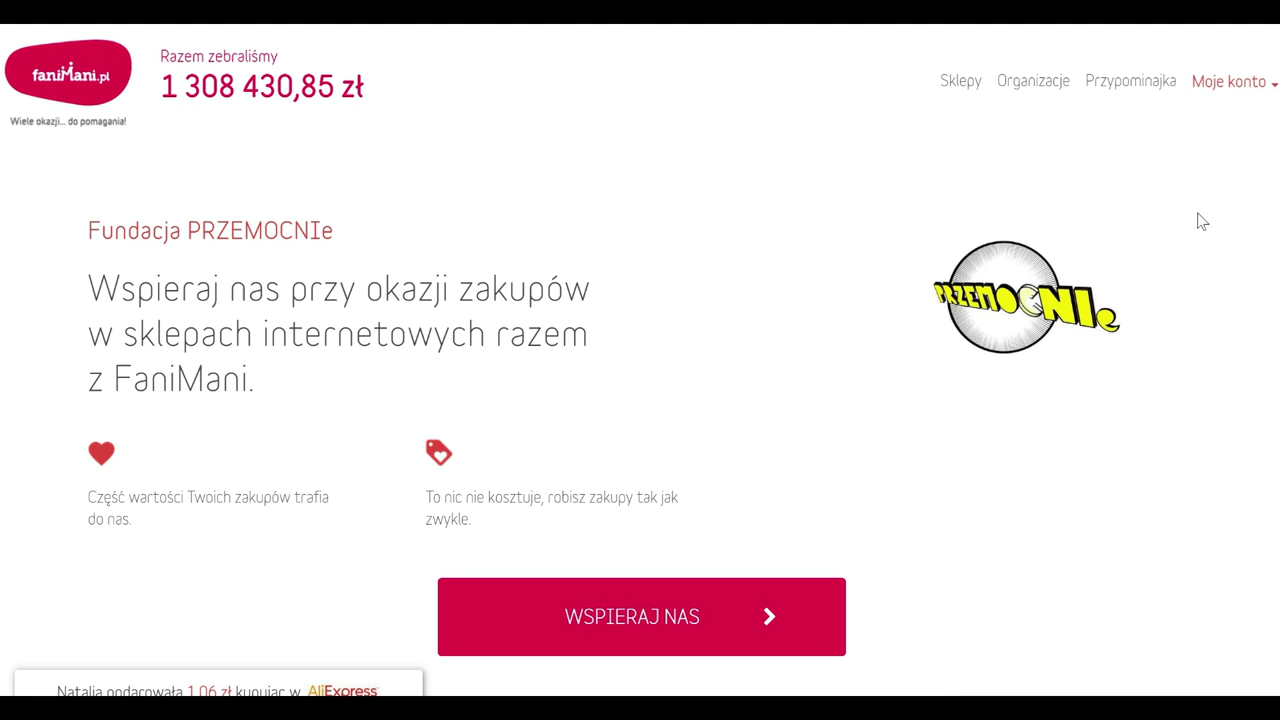 faniMani.pl
Wiele okazji... do pomagania!
Razem zebraliśmy
1 308 430,85 zł
Sklepy Organizacje Przypominajka Moje konto
Fundacja PRZEMOCNIe
Wspieraj nas przy okazji zakupów
w sklepach internetowych razem
z FaniMani.
PRZEMOCNIe
Część wartości Twoich zakupów trafia
do nas.
To nic nie kosztuje, robisz zakupy tak jak
zwykle.
WSPIERAJ NAS
Natalia podarowała 1,06 zł kupując w AliExpress